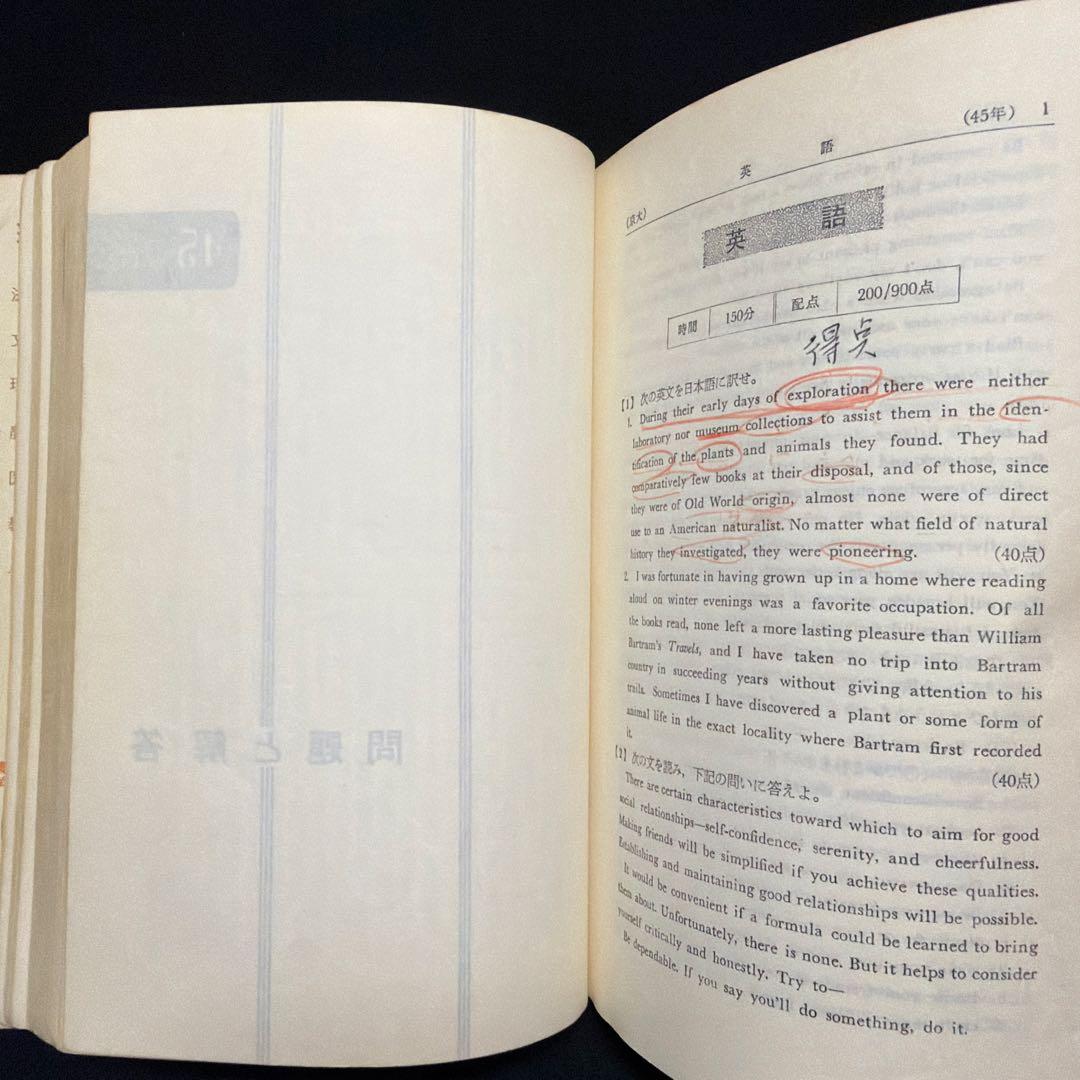 (45年) 1
英 語
(京大)
英 語
時間 150分 配点 200/900点
得点
〔1〕 次の英文を日本語に訳せ。
1. During their early days of exploration there were neither
laboratory nor museum collections to assist them in the iden-
tification of the plants and animals they found. They had
comparatively few books at their disposal, and of those, since
they were of Old World origin, almost none were of direct
use to an American naturalist. No matter what field of natural
history they investigated, they were pioneering. (40点)
2. I was fortunate in having grown up in a home where reading
aloud on winter evenings was a favorite occupation. Of all
the books read, none left a more lasting pleasure than William
Bartram's Travels, and I have taken no trip into Bartram
country in succeeding years without giving attention to his
trails. Sometimes I have discovered a plant or some form of
animal life in the exact locality where Bartram first recorded
it. (40点)
〔2〕 次の文を読み，下記の問いに答えよ。
There are certain characteristics toward which to aim for good
social relationships—self-confidence, serenity, and cheerfulness.
Making friends will be simplified if you achieve these qualities.
Establishing and maintaining good relationships will be possible.
It would be convenient if a formula could be learned to bring
them about. Unfortunately, there is none. But it helps to consider
yourself critically and honestly. Try to—
Be dependable. If you say you'll do something, do it.
45
問題と解答